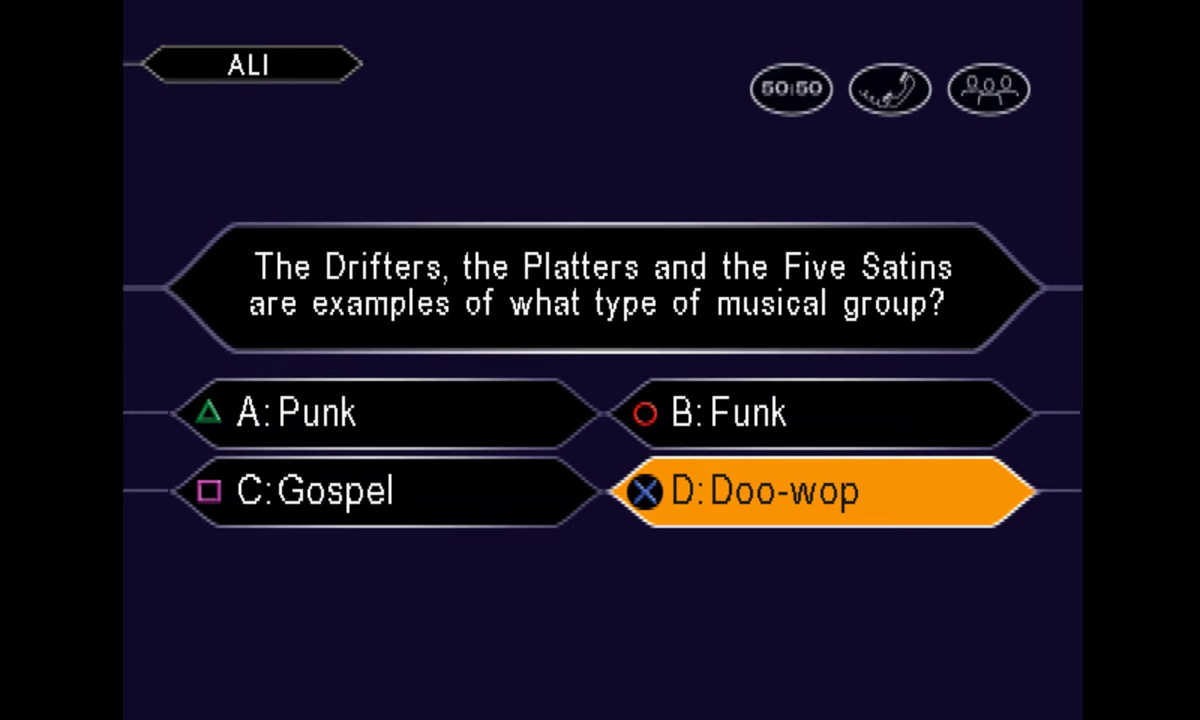 ALI
50:50
The Drifters, the Platters and the Five Satins
are examples of what type of musical group?
A: Punk
B: Funk
C: Gospel
D: Doo-wop